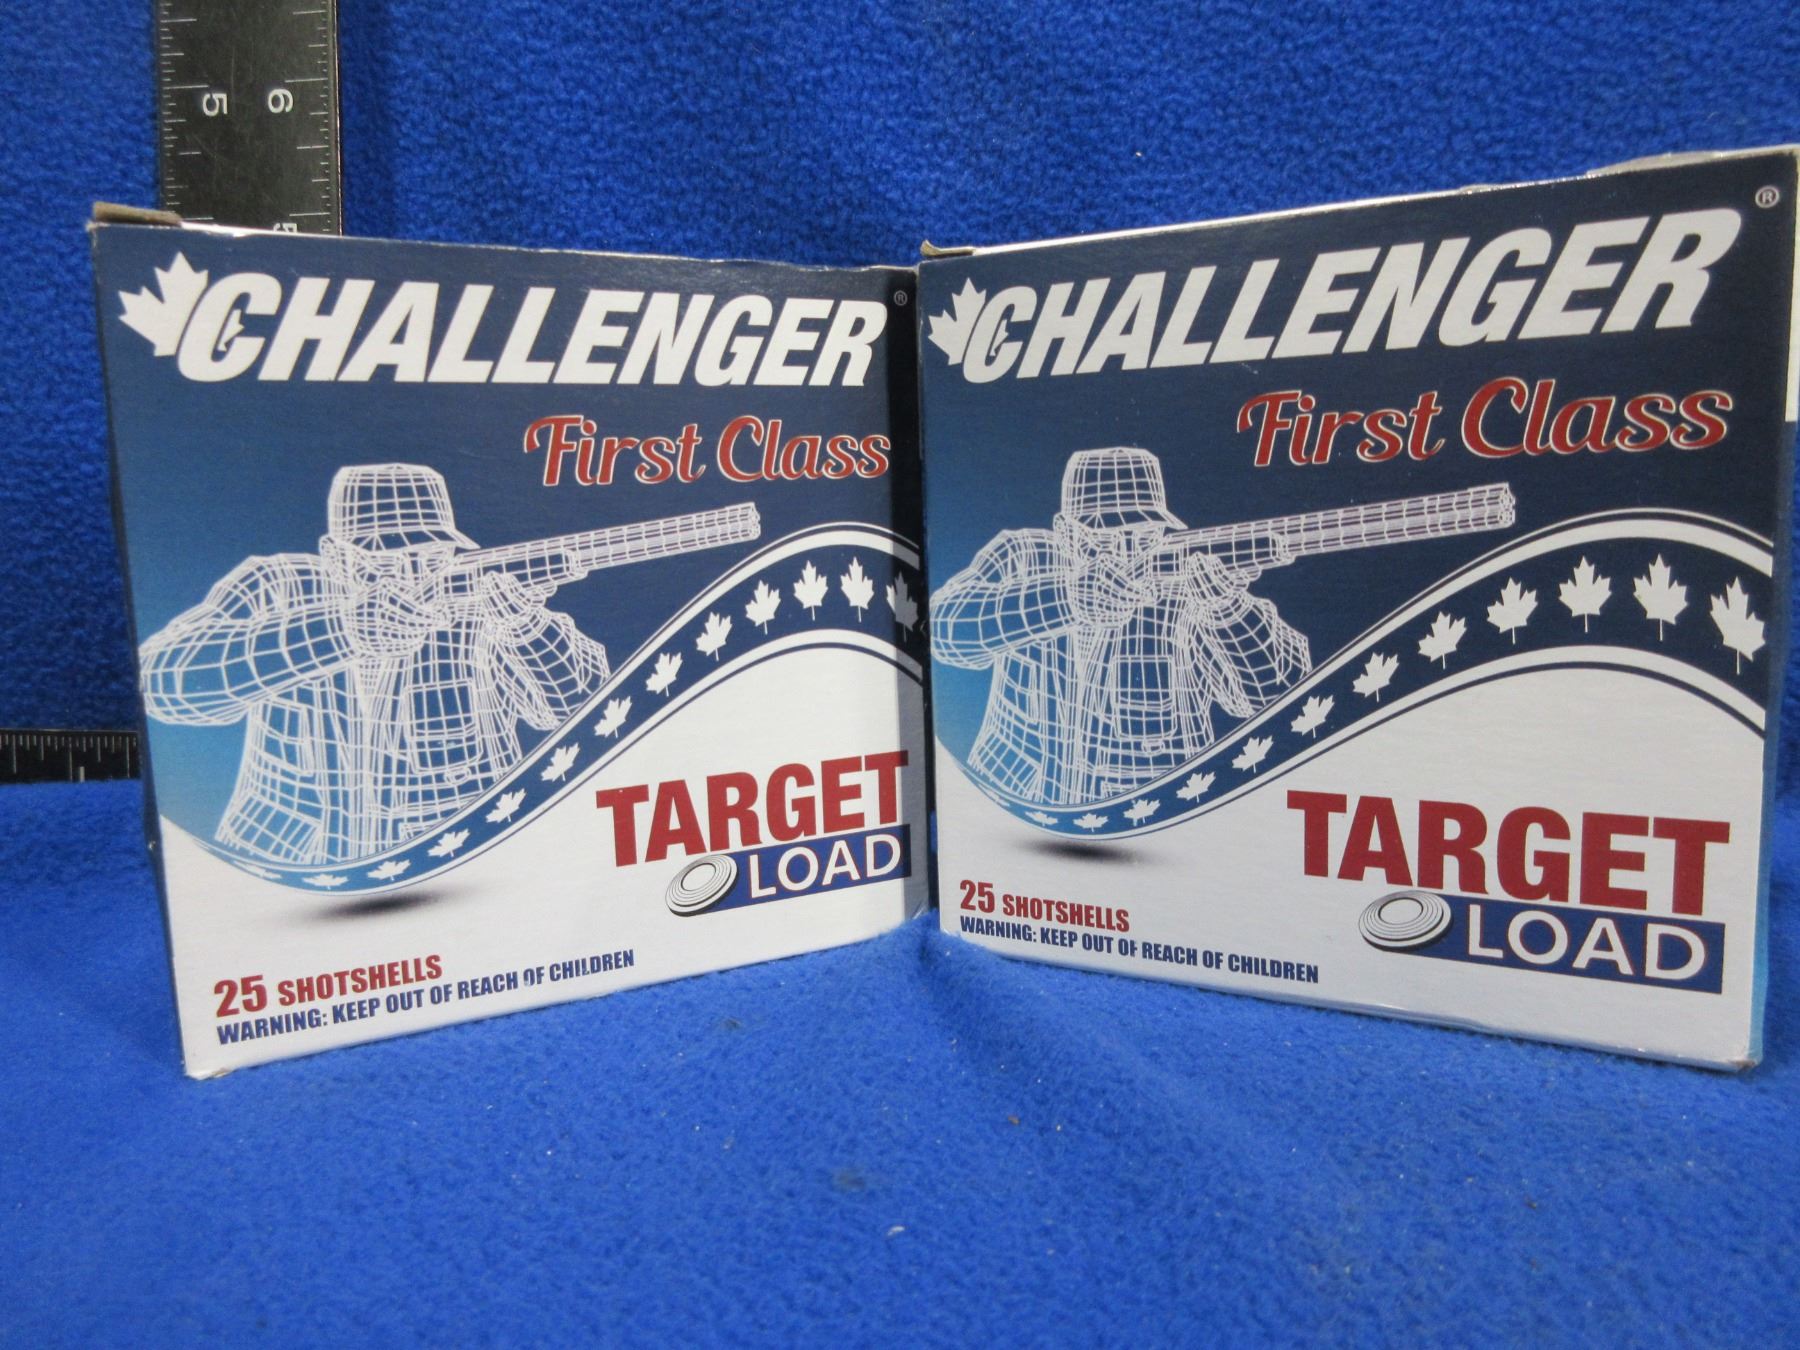 5 6
5
CHALLENGER®
First Class
TARGET
LOAD
25 SHOTSHELLS
WARNING: KEEP OUT OF REACH OF CHILDREN
CHALLENGER®
First Class
TARGET
LOAD
25 SHOTSHELLS
WARNING: KEEP OUT OF REACH OF CHILDREN